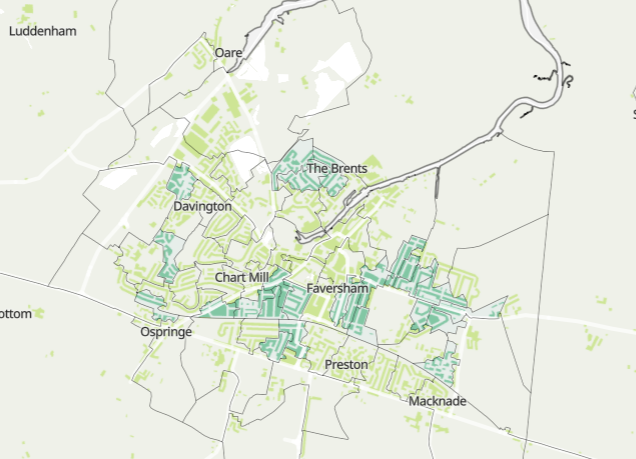 Luddenham
Oare
The Brents
Davington
Chart Mill
Faversham
ottom
Ospringe
Preston
Macknade
S